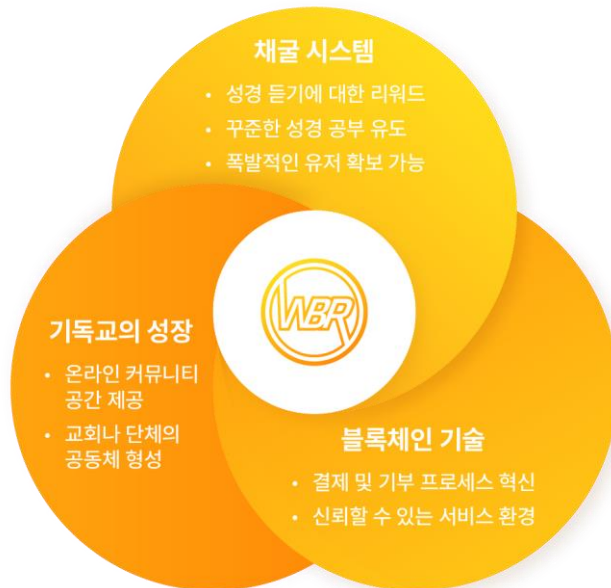 채굴 시스템
• 성경 듣기에 대한 리워드
• 꾸준한 성경 공부 유도
• 폭발적인 유저 확보 가능
WBR
기독교의 성장
• 온라인 커뮤니티
공간 제공
• 교회나 단체의
공동체 형성
블록체인 기술
• 결제 및 기부 프로세스 혁신
• 신뢰할 수 있는 서비스 환경